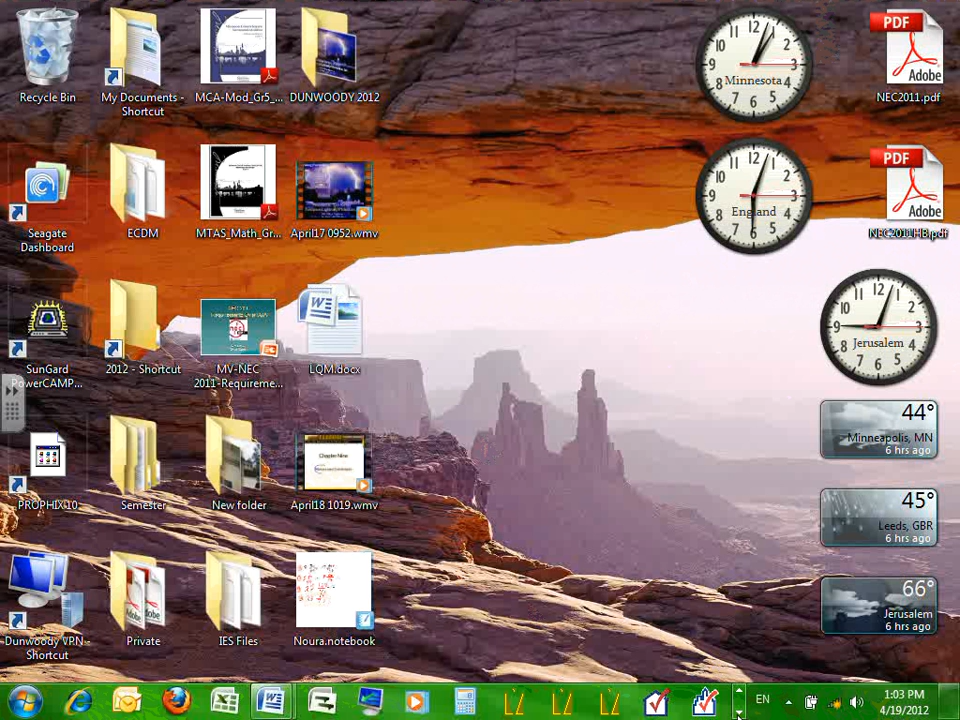 Recycle Bin
My Documents -
Shortcut
MCA-Mod_Gr5_...
DUNWOODY 2012
Minnesota
PDF
Adobe
NEC2011.pdf
Seagate
Dashboard
ECDM
MTAS_Math_Gr...
April17 0952.wmv
England
PDF
Adobe
NEC2011HB.pdf
SunGard
PowerCAMP...
2012 - Shortcut
MV-NEC
2011-Requireme...
LQM.docx
Jerusalem
44°
Minneapolis, MN
6 hrs ago
PROPHIX 10
Semester
New folder
Chapter Nine
April18 1019.wmv
45°
Leeds, GBR
6 hrs ago
66°
Jerusalem
6 hrs ago
Dunwoody VPN -
Shortcut
Private
IES Files
Noura.notebook
EN
1:03 PM
4/19/2012